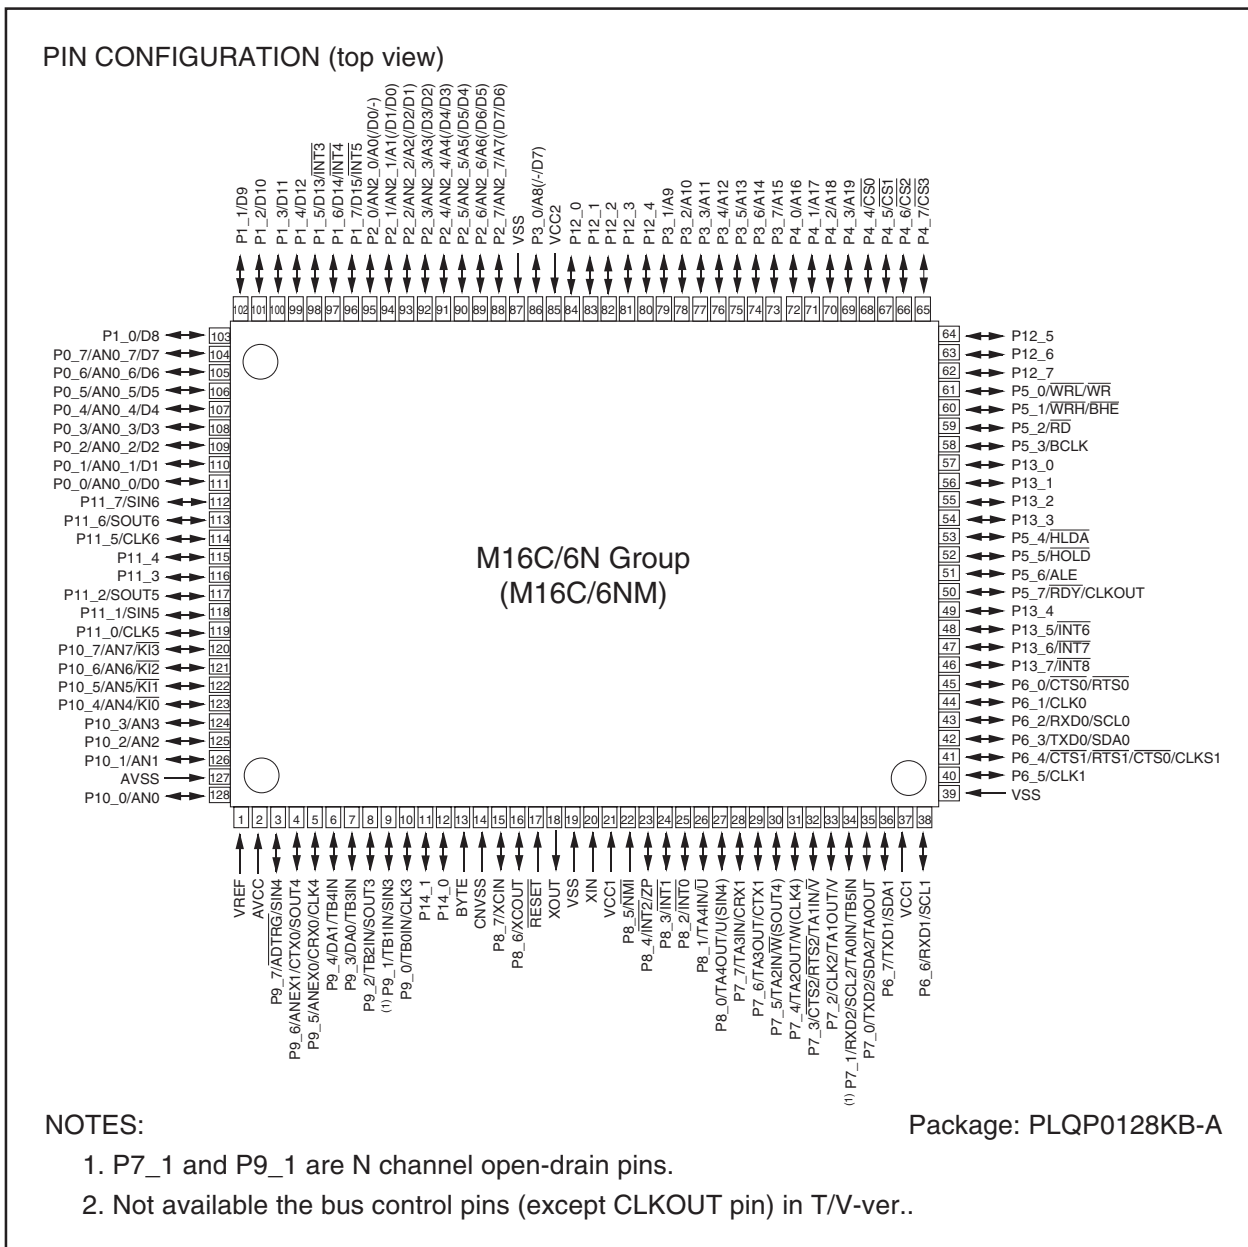 PIN CONFIGURATION (top view)
P1_1/D9
P1_2/D10
P1_3/D11
P1_4/D12
P1_5/D13/INT3
P1_6/D14/INT4
P1_7/D15/INT5
P2_0/AN2_0/A0(/D0/-)
P2_1/AN2_1/A1(/D1/D0)
P2_2/AN2_2/A2(/D2/D1)
P2_3/AN2_3/A3(/D3/D2)
P2_4/AN2_4/A4(/D4/D3)
P2_5/AN2_5/A5(/D5/D4)
P2_6/AN2_6/A6(/D6/D5)
P2_7/AN2_7/A7(/D7/D6)
VSS
P3_0/A8(/-/D7)
VCC2
P12_0
P12_1
P12_2
P12_3
P12_4
P3_1/A9
P3_2/A10
P3_3/A11
P3_4/A12
P3_5/A13
P3_6/A14
P3_7/A15
P4_0/A16
P4_1/A17
P4_2/A18
P4_3/A19
P4_4/CS0
P4_5/CS1
P4_6/CS2
P4_7/CS3
102 101 100 99 98 97 96 95 94 93 92 91 90 89 88 87 86 85 84 83 82 81 80 79 78 77 76 75 74 73 72 71 70 69 68 67 66 65
P1_0/D8 103
P0_7/AN0_7/D7 104
P0_6/AN0_6/D6 105
P0_5/AN0_5/D5 106
P0_4/AN0_4/D4 107
P0_3/AN0_3/D3 108
P0_2/AN0_2/D2 109
P0_1/AN0_1/D1 110
P0_0/AN0_0/D0 111
P11_7/SIN6 112
P11_6/SOUT6 113
P11_5/CLK6 114
P11_4 115
P11_3 116
P11_2/SOUT5 117
P11_1/SIN5 118
P11_0/CLK5 119
P10_7/AN7/KI3 120
P10_6/AN6/KI2 121
P10_5/AN5/KI1 122
P10_4/AN4/KI0 123
P10_3/AN3 124
P10_2/AN2 125
P10_1/AN1 126
AVSS 127
P10_0/AN0 128
M16C/6N Group
(M16C/6NM)
64 P12_5
63 P12_6
62 P12_7
61 P5_0/WRL/WR
60 P5_1/WRH/BHE
59 P5_2/RD
58 P5_3/BCLK
57 P13_0
56 P13_1
55 P13_2
54 P13_3
53 P5_4/HLDA
52 P5_5/HOLD
51 P5_6/ALE
50 P5_7/RDY/CLKOUT
49 P13_4
48 P13_5/INT6
47 P13_6/INT7
46 P13_7/INT8
45 P6_0/CTS0/RTS0
44 P6_1/CLK0
43 P6_2/RXD0/SCL0
42 P6_3/TXD0/SDA0
41 P6_4/CTS1/RTS1/CTS0/CLKS1
40 P6_5/CLK1
39 VSS
1 2 3 4 5 6 7 8 9 10 11 12 13 14 15 16 17 18 19 20 21 22 23 24 25 26 27 28 29 30 31 32 33 34 35 36 37 38
VREF
AVCC
P9_7/ADTRG/SIN4
P9_6/ANEX1/CTX0/SOUT4
P9_5/ANEX0/CRX0/CLK4
P9_4/DA1/TB4IN
P9_3/DA0/TB3IN
P9_2/TB2IN/SOUT3
(1) P9_1/TB1IN/SIN3
P9_0/TB0IN/CLK3
P14_1
P14_0
BYTE
CNVSS
P8_7/XCIN
P8_6/XCOUT
RESET
XOUT
VSS
XIN
VCC1
P8_5/NMI
P8_4/INT2/ZP
P8_3/INT1
P8_2/INT0
P8_1/TA4IN/U
P8_0/TA4OUT/U(SIN4)
P7_7/TA3IN/CRX1
P7_6/TA3OUT/CTX1
P7_5/TA2IN/W(SOUT4)
P7_4/TA2OUT/W(CLK4)
P7_3/CTS2/RTS2/TA1IN/V
P7_2/CLK2/TA1OUT/V
(1) P7_1/RXD2/SCL2/TA0IN/TB5IN
P7_0/TXD2/SDA2/TA0OUT
P6_7/TXD1/SDA1
VCC1
P6_6/RXD1/SCL1
NOTES:
Package: PLQP0128KB-A
1. P7_1 and P9_1 are N channel open-drain pins.
2. Not available the bus control pins (except CLKOUT pin) in T/V-ver..